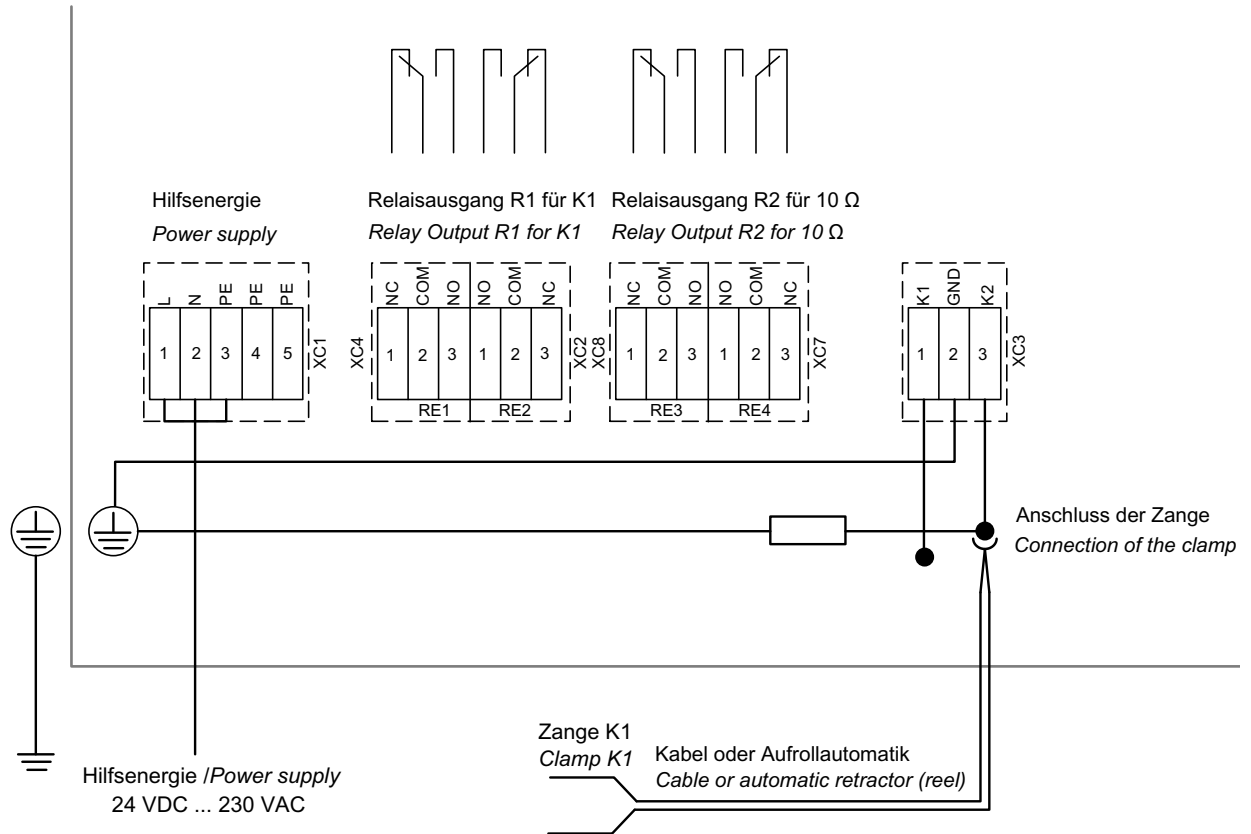 Hilfsenergie
Power supply
Relaisausgang R1 für K1
Relay Output R1 for K1
Relaisausgang R2 für 10 Ω
Relay Output R2 for 10 Ω
L N PE PE PE
1 2 3 4 5
XC1
XC4
NC COM NO NO COM NC
1 2 3 1 2 3
RE1 RE2
XC2
XC8
NC COM NO NO COM NC
1 2 3 1 2 3
RE3 RE4
XC7
K1 GND K2
1 2 3
XC3
Anschluss der Zange
Connection of the clamp
Zange K1
Clamp K1
Kabel oder Aufrollautomatik
Cable or automatic retractor (reel)
Hilfsenergie /Power supply
24 VDC ... 230 VAC